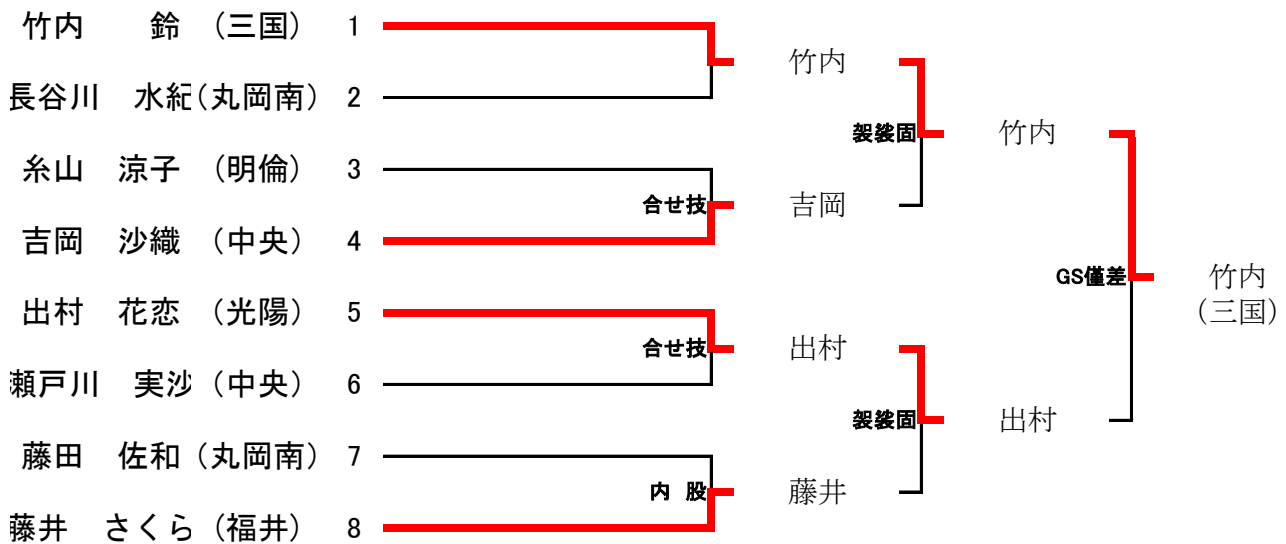 竹内　鈴（三国） 1
竹内
長谷川　水紀（丸岡南） 2
袈裟固 竹内
糸山　涼子（明倫） 3
合せ技 吉岡
吉岡　沙織（中央） 4
GS僅差 竹内
（三国）
出村　花恋（光陽） 5
合せ技 出村
瀬戸川　実沙（中央） 6
袈裟固 出村
藤田　佐和（丸岡南） 7
内　股 藤井
藤井　さくら（福井） 8